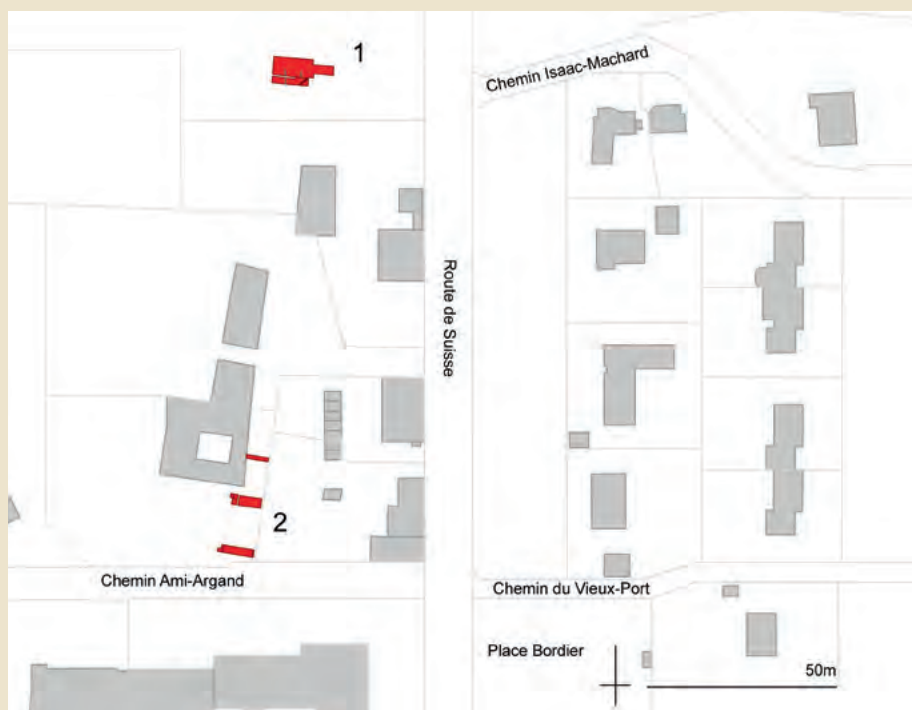 1
Chemin Isaac-Machard
Route de Suisse
2
Chemin Ami-Argand
Chemin du Vieux-Port
Place Bordier
50m